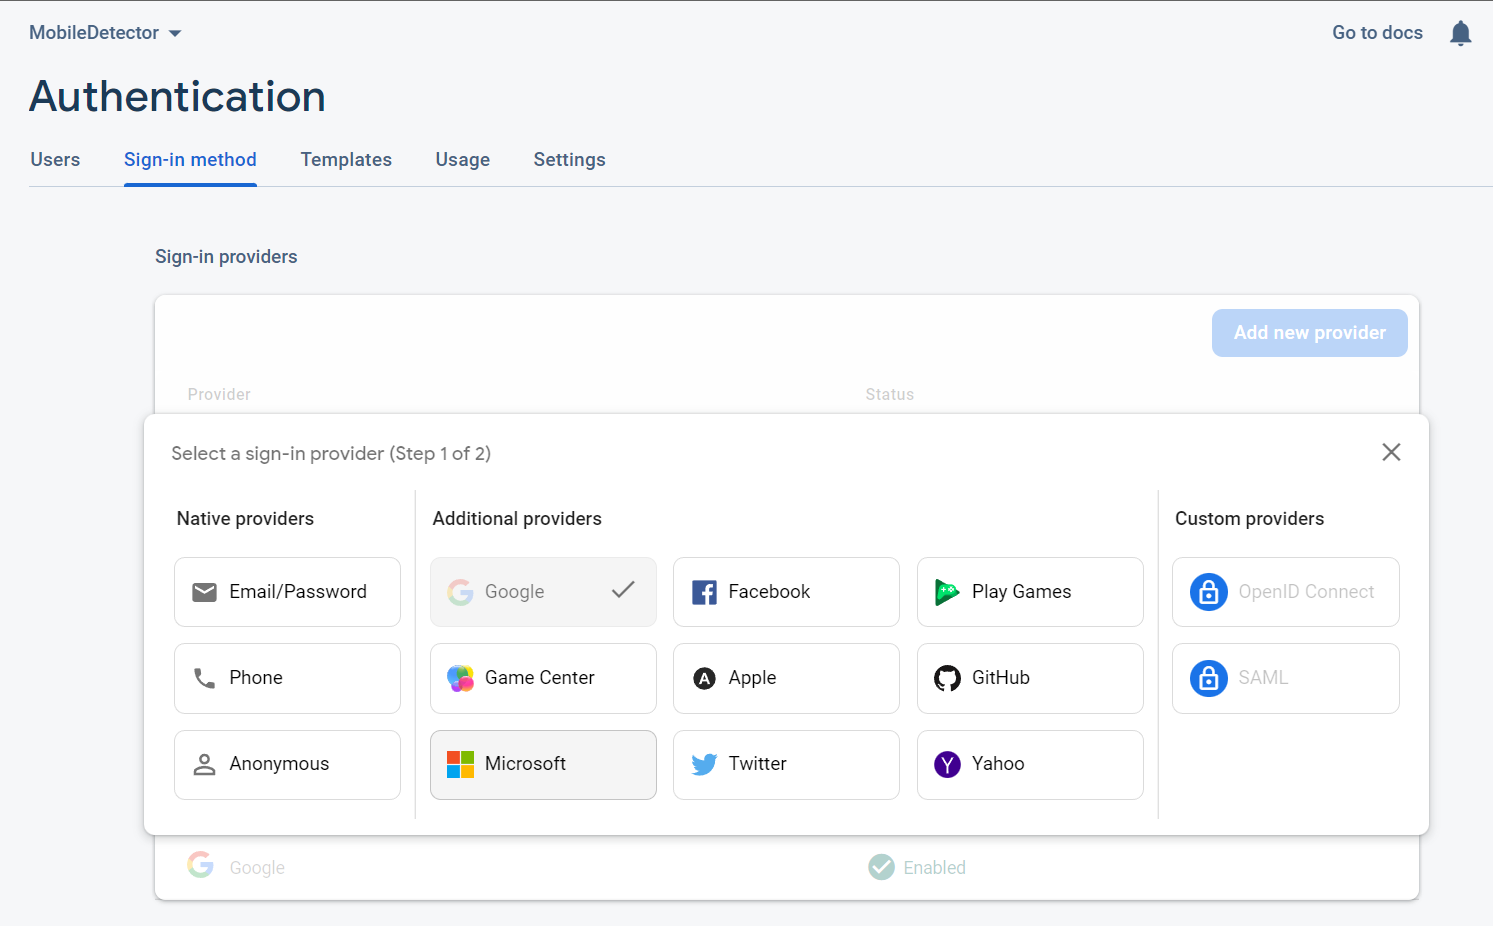 MobileDetector
Go to docs
Authentication
Users Sign-in method Templates Usage Settings
Sign-in providers
Add new provider
Provider Status
Select a sign-in provider (Step 1 of 2)
Native providers
Email/Password
Phone
Anonymous
Additional providers
Google Facebook Play Games
Game Center Apple GitHub
Microsoft Twitter Yahoo
Custom providers
OpenID Connect
SAML
Google Enabled